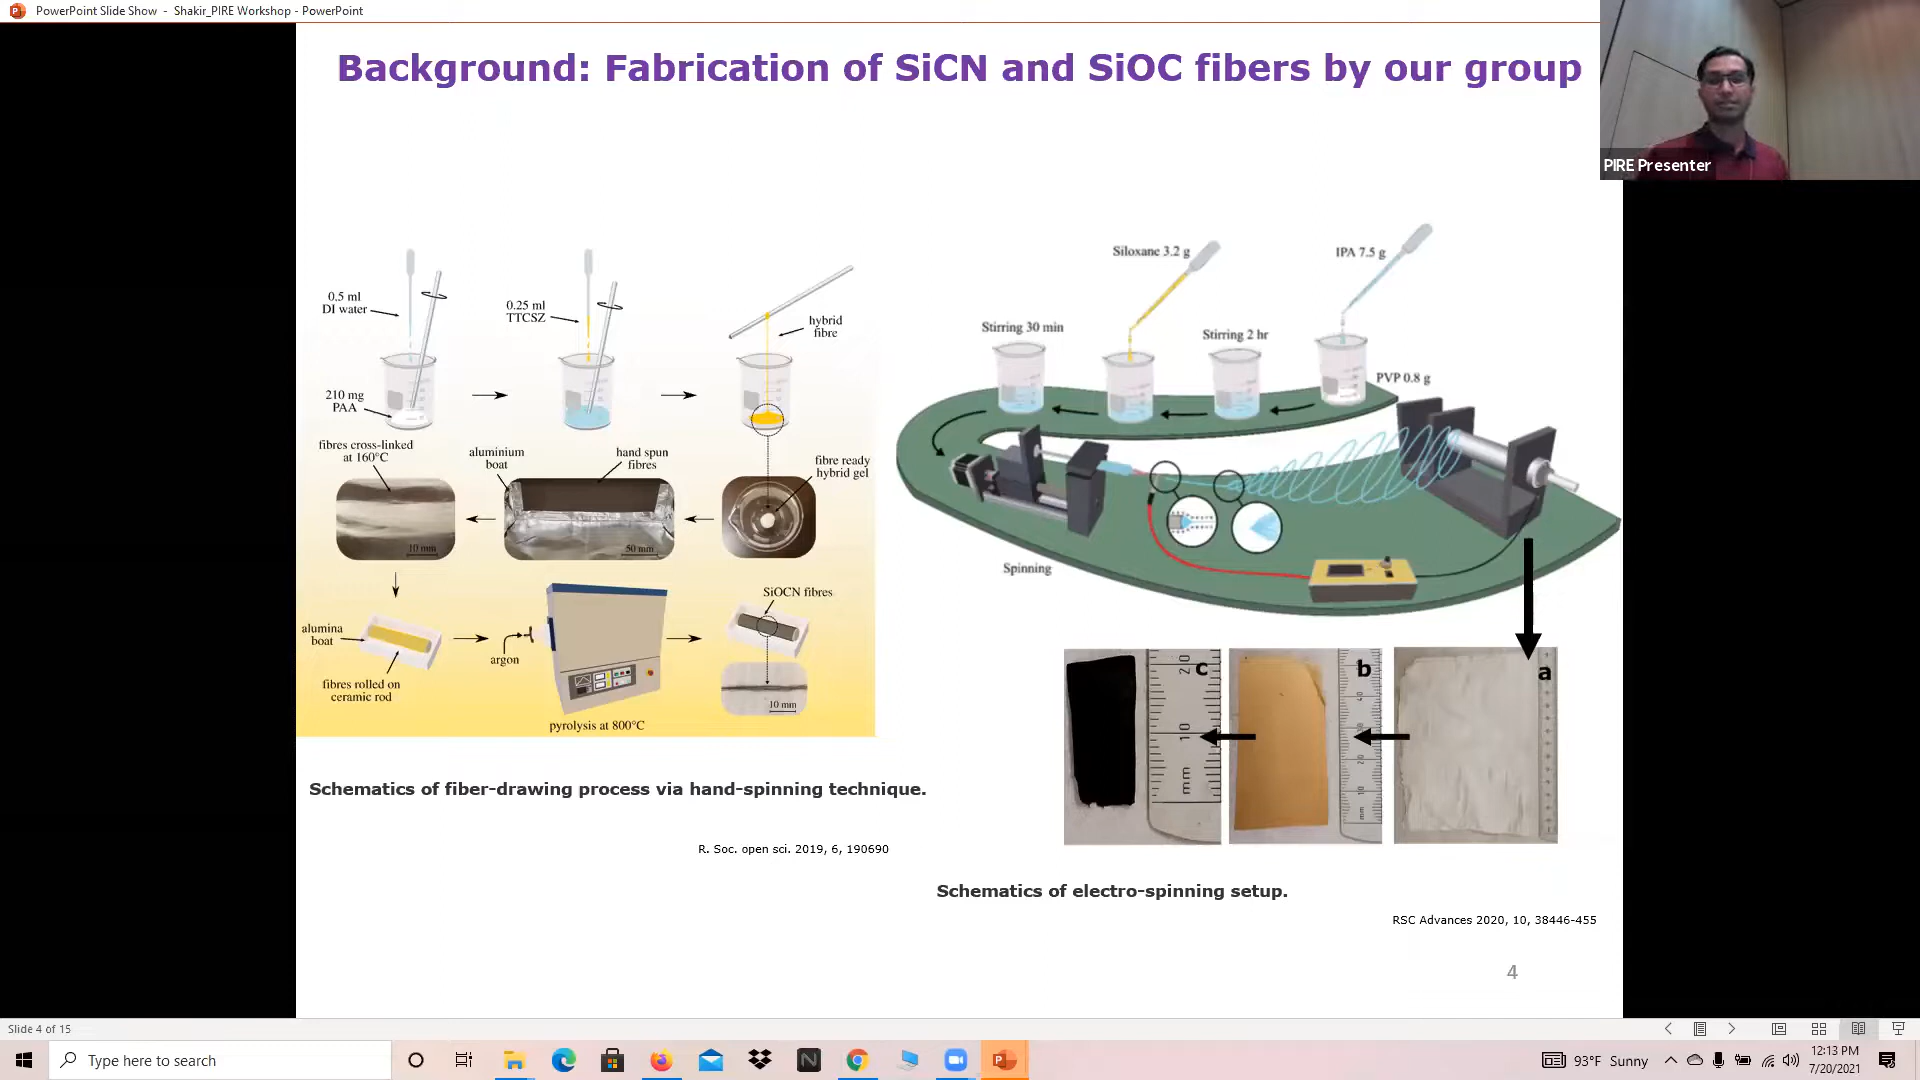 PowerPoint Slide Show - Shakir_PIRE Workshop - PowerPoint
Background: Fabrication of SiCN and SiOC fibers by our group
PIRE Presenter
0.5 ml
DI water
210 mg
PAA
0.25 ml
TTCSZ
hybrid
fibre
fibres cross-linked
at 160°C
10 mm
aluminium
boat
hand spun
fibres
50 mm
fibre ready
hybrid gel
alumina
boat
fibres rolled on
ceramic rod
argon
pyrolysis at 800°C
SiOCN fibres
10 mm
Schematics of fiber-drawing process via hand-spinning technique.
R. Soc. open sci. 2019, 6, 190690
Siloxane 3.2 g
IPA 7.5 g
Stirring 30 min
Stirring 2 hr
PVP 0.8 g
Spinning
c
20
10
mm
b
mm
a
Schematics of electro-spinning setup.
RSC Advances 2020, 10, 38446-455
4
Slide 4 of 15
Type here to search
93°F Sunny
12:13 PM
7/20/2021